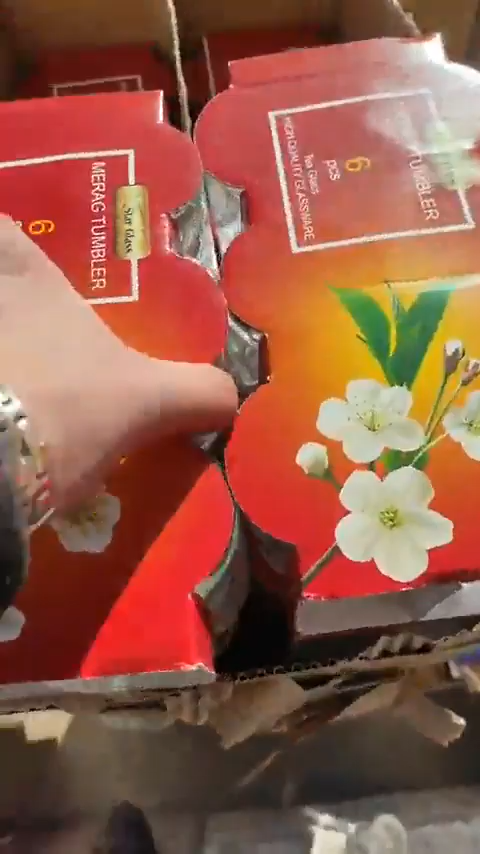 MERAG TUMBLER
Star Glass
6
TUMBLER
6
pcs
Tea Glass
HIGH QUALITY GLASSWARE